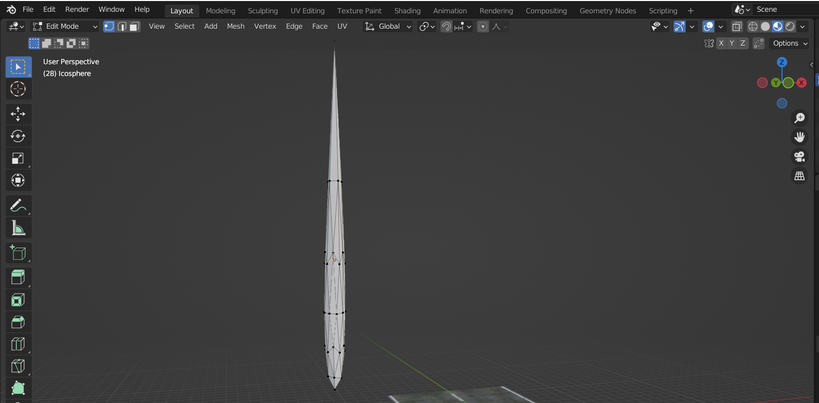 File Edit Render Window Help Layout Modeling Sculpting UV Editing Texture Paint Shading Animation Rendering Compositing Geometry Nodes Scripting + Scene
Edit Mode View Select Add Mesh Vertex Edge Face UV Global
X Y Z Options
User Perspective
(28) Icosphere
Z
Y X